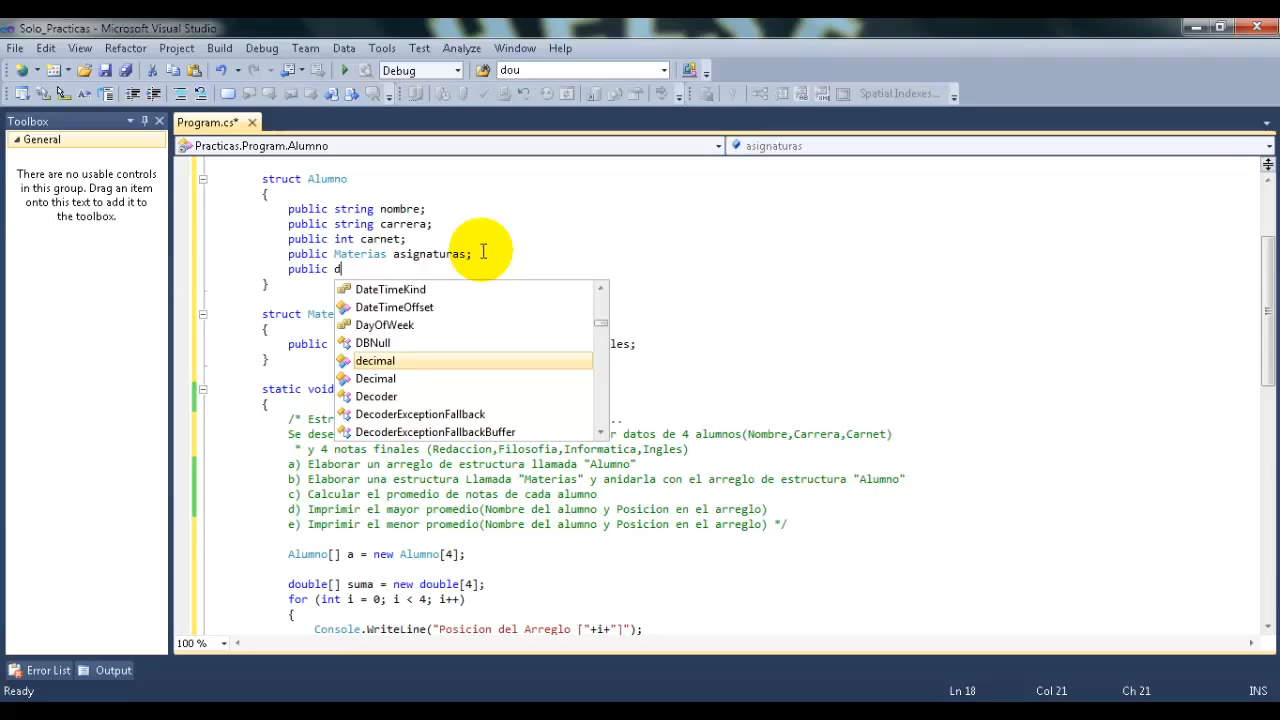 Solo_Practicas - Microsoft Visual Studio
File Edit View Refactor Project Build Debug Team Data Tools Test Analyze Window Help
Debug dou
Spatial Indexes...
Toolbox
General
There are no usable controls
in this group. Drag an item
onto this text to add it to
the toolbox.
Program.cs*
Practicas.Program.Alumno asignaturas
struct Alumno
{
public string nombre;
public string carrera;
public int carnet;
public Materias asignaturas;
public d
}
DateTimeKind
DateTimeOffset
DayOfWeek
DBNull
decimal
Decimal
Decoder
DecoderExceptionFallback
DecoderExceptionFallbackBuffer
struct Mate
{
public les;
}
static void
{
/* Estr ..
Se dese r datos de 4 alumnos(Nombre,Carrera,Carnet)
* y 4 notas finales (Redaccion,Filosofia,Informatica,Ingles)
a) Elaborar un arreglo de estructura llamada "Alumno"
b) Elaborar una estructura Llamada "Materias" y anidarla con el arreglo de estructura "Alumno"
c) Calcular el promedio de notas de cada alumno
d) Imprimir el mayor promedio(Nombre del alumno y Posicion en el arreglo)
e) Imprimir el menor promedio(Nombre del alumno y Posicion en el arreglo) */
Alumno[] a = new Alumno[4];
double[] suma = new double[4];
for (int i = 0; i < 4; i++)
{
Console.WriteLine("Posicion del Arreglo ["+i+"]");
100 %
Error List Output
Ready Ln 18 Col 21 Ch 21 INS